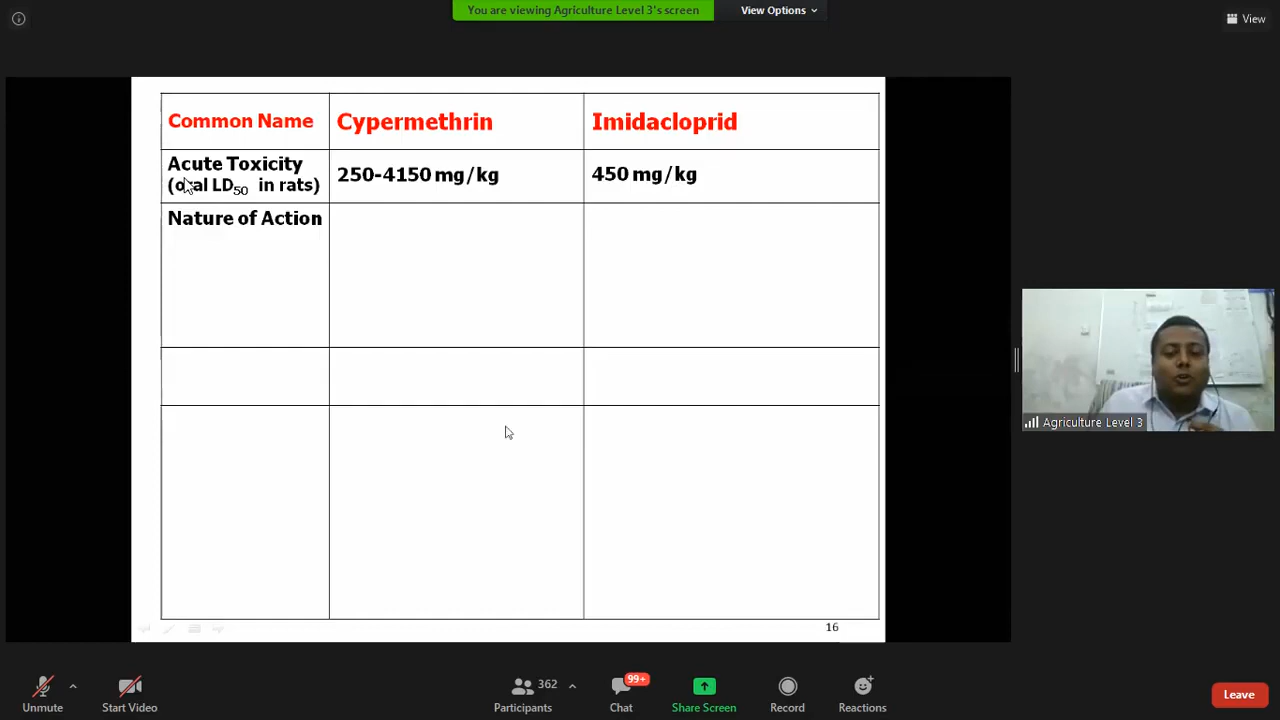 You are viewing Agriculture Level 3's screen
View Options
View
Common Name
Cypermethrin
Imidacloprid
Acute Toxicity
(oral LD50 in rats)
250-4150 mg/kg
450 mg/kg
Nature of Action
16
Agriculture Level 3
Unmute
Start Video
362
Participants
99+
Chat
Share Screen
Record
Reactions
Leave